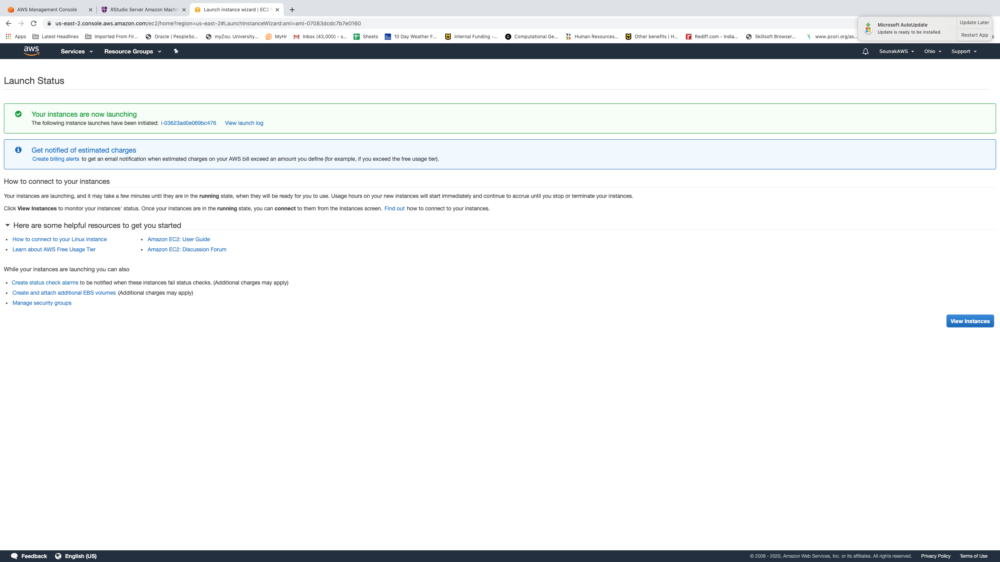 AWS Management Console
RStudio Server Amazon Machi
Launch instance wizard | EC2
us-east-2.console.aws.amazon.com/ec2/home?region=us-east-2#LaunchInstanceWizard:ami=ami-07083dcdc7b7e0160
Microsoft AutoUpdate
Update is ready to be installed.
Update Later
Restart App
Apps
Latest Headlines
Imported From Fir...
Oracle | PeopleSo...
myZou: University...
MyHr
Inbox (43,000) - s...
Sheets
10 Day Weather F...
Internal Funding -...
Computational Ge...
Human Resources...
Other benefits | H...
Rediff.com - India...
Skillsoft Browser...
www.pcori.org/as...
aws
Services
Resource Groups
SounakAWS
Ohio
Support
Launch Status
Your instances are now launching
The following instance launches have been initiated: i-03623ad0e069bc476 View launch log
Get notified of estimated charges
Create billing alerts to get an email notification when estimated charges on your AWS bill exceed an amount you define (for example, if you exceed the free usage tier).
How to connect to your instances
Your instances are launching, and it may take a few minutes until they are in the running state, when they will be ready for you to use. Usage hours on your new instances will start immediately and continue to accrue until you stop or terminate your instances.
Click View Instances to monitor your instances' status. Once your instances are in the running state, you can connect to them from the Instances screen. Find out how to connect to your instances.
Here are some helpful resources to get you started
• How to connect to your Linux instance
• Amazon EC2: User Guide
• Learn about AWS Free Usage Tier
• Amazon EC2: Discussion Forum
While your instances are launching you can also
• Create status check alarms to be notified when these instances fail status checks. (Additional charges may apply)
• Create and attach additional EBS volumes (Additional charges may apply)
• Manage security groups
View Instances
Feedback
English (US)
© 2008 - 2020, Amazon Web Services, Inc. or its affiliates. All rights reserved.
Privacy Policy
Terms of Use